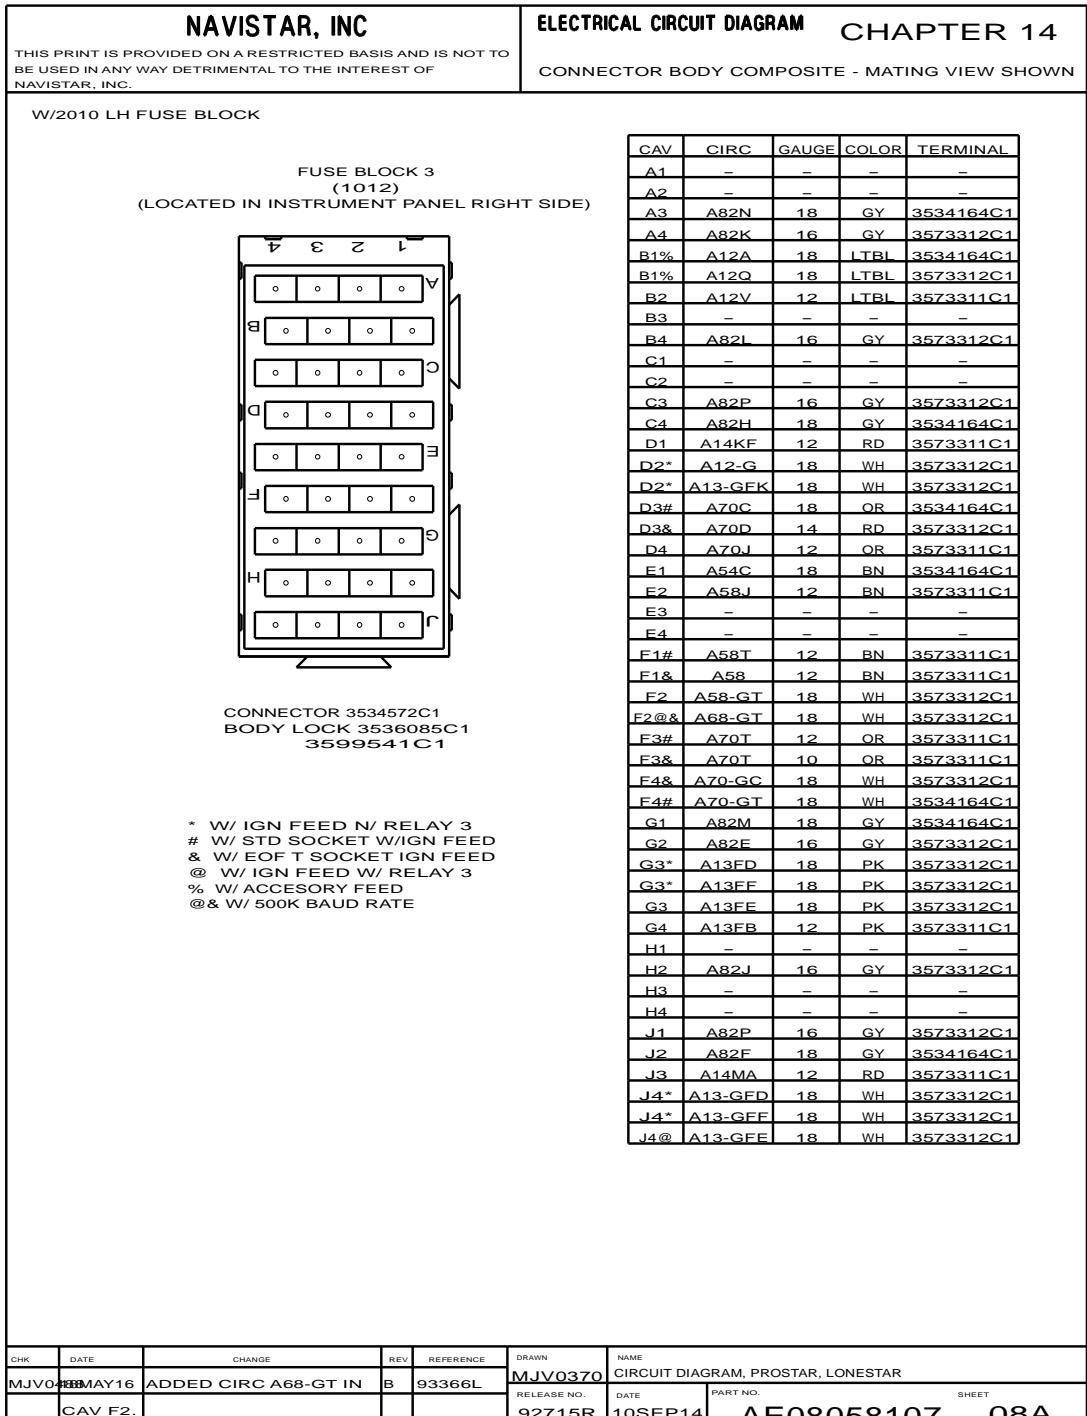 NAVISTAR, INC
THIS PRINT IS PROVIDED ON A RESTRICTED BASIS AND IS NOT TO
BE USED IN ANY WAY DETRIMENTAL TO THE INTEREST OF
NAVISTAR, INC.
ELECTRICAL CIRCUIT DIAGRAM CHAPTER 14
CONNECTOR BODY COMPOSITE - MATING VIEW SHOWN
W/2010 LH FUSE BLOCK
FUSE BLOCK 3
(1012)
(LOCATED IN INSTRUMENT PANEL RIGHT SIDE)
4 3 2 1
A
B
C
D
E
F
G
H
J
CONNECTOR 3534572C1
BODY LOCK 3536085C1
3599541C1
* W/ IGN FEED N/ RELAY 3
# W/ STD SOCKET W/IGN FEED
& W/ EOF T SOCKET IGN FEED
@ W/ IGN FEED W/ RELAY 3
% W/ ACCESORY FEED
@& W/ 500K BAUD RATE
CAV CIRC GAUGE COLOR TERMINAL
A1 – – – –
A2 – – – –
A3 A82N 18 GY 3534164C1
A4 A82K 16 GY 3573312C1
B1% A12A 18 LTBL 3534164C1
B1% A12Q 18 LTBL 3573312C1
B2 A12V 12 LTBL 3573311C1
B3 – – – –
B4 A82L 16 GY 3573312C1
C1 – – – –
C2 – – – –
C3 A82P 16 GY 3573312C1
C4 A82H 18 GY 3534164C1
D1 A14KF 12 RD 3573311C1
D2* A12-G 18 WH 3573312C1
D2* A13-GFK 18 WH 3573312C1
D3# A70C 18 OR 3534164C1
D3& A70D 14 RD 3573312C1
D4 A70J 12 OR 3573311C1
E1 A54C 18 BN 3534164C1
E2 A58J 12 BN 3573311C1
E3 – – – –
E4 – – – –
F1# A58T 12 BN 3573311C1
F1& A58 12 BN 3573311C1
F2 A58-GT 18 WH 3573312C1
F2@& A68-GT 18 WH 3573312C1
F3# A70T 12 OR 3573311C1
F3& A70T 10 OR 3573311C1
F4& A70-GC 18 WH 3573312C1
F4# A70-GT 18 WH 3534164C1
G1 A82M 18 GY 3534164C1
G2 A82E 16 GY 3573312C1
G3* A13FD 18 PK 3573312C1
G3* A13FF 18 PK 3573312C1
G3 A13FE 18 PK 3573312C1
G4 A13FB 12 PK 3573311C1
H1 – – – –
H2 A82J 16 GY 3573312C1
H3 – – – –
H4 – – – –
J1 A82P 16 GY 3573312C1
J2 A82F 18 GY 3534164C1
J3 A14MA 12 RD 3573311C1
J4* A13-GFD 18 WH 3573312C1
J4* A13-GFF 18 WH 3573312C1
J4@ A13-GFE 18 WH 3573312C1
CHK DATE CHANGE REV REFERENCE DRAWN NAME
ADDED CIRC A68-GT IN B 93366L MJV0370 CIRCUIT DIAGRAM, PROSTAR, LONESTAR
RELEASE NO. DATE PART NO. SHEET
CAV F2. 92715R 10SEP14 AE08058107 08A